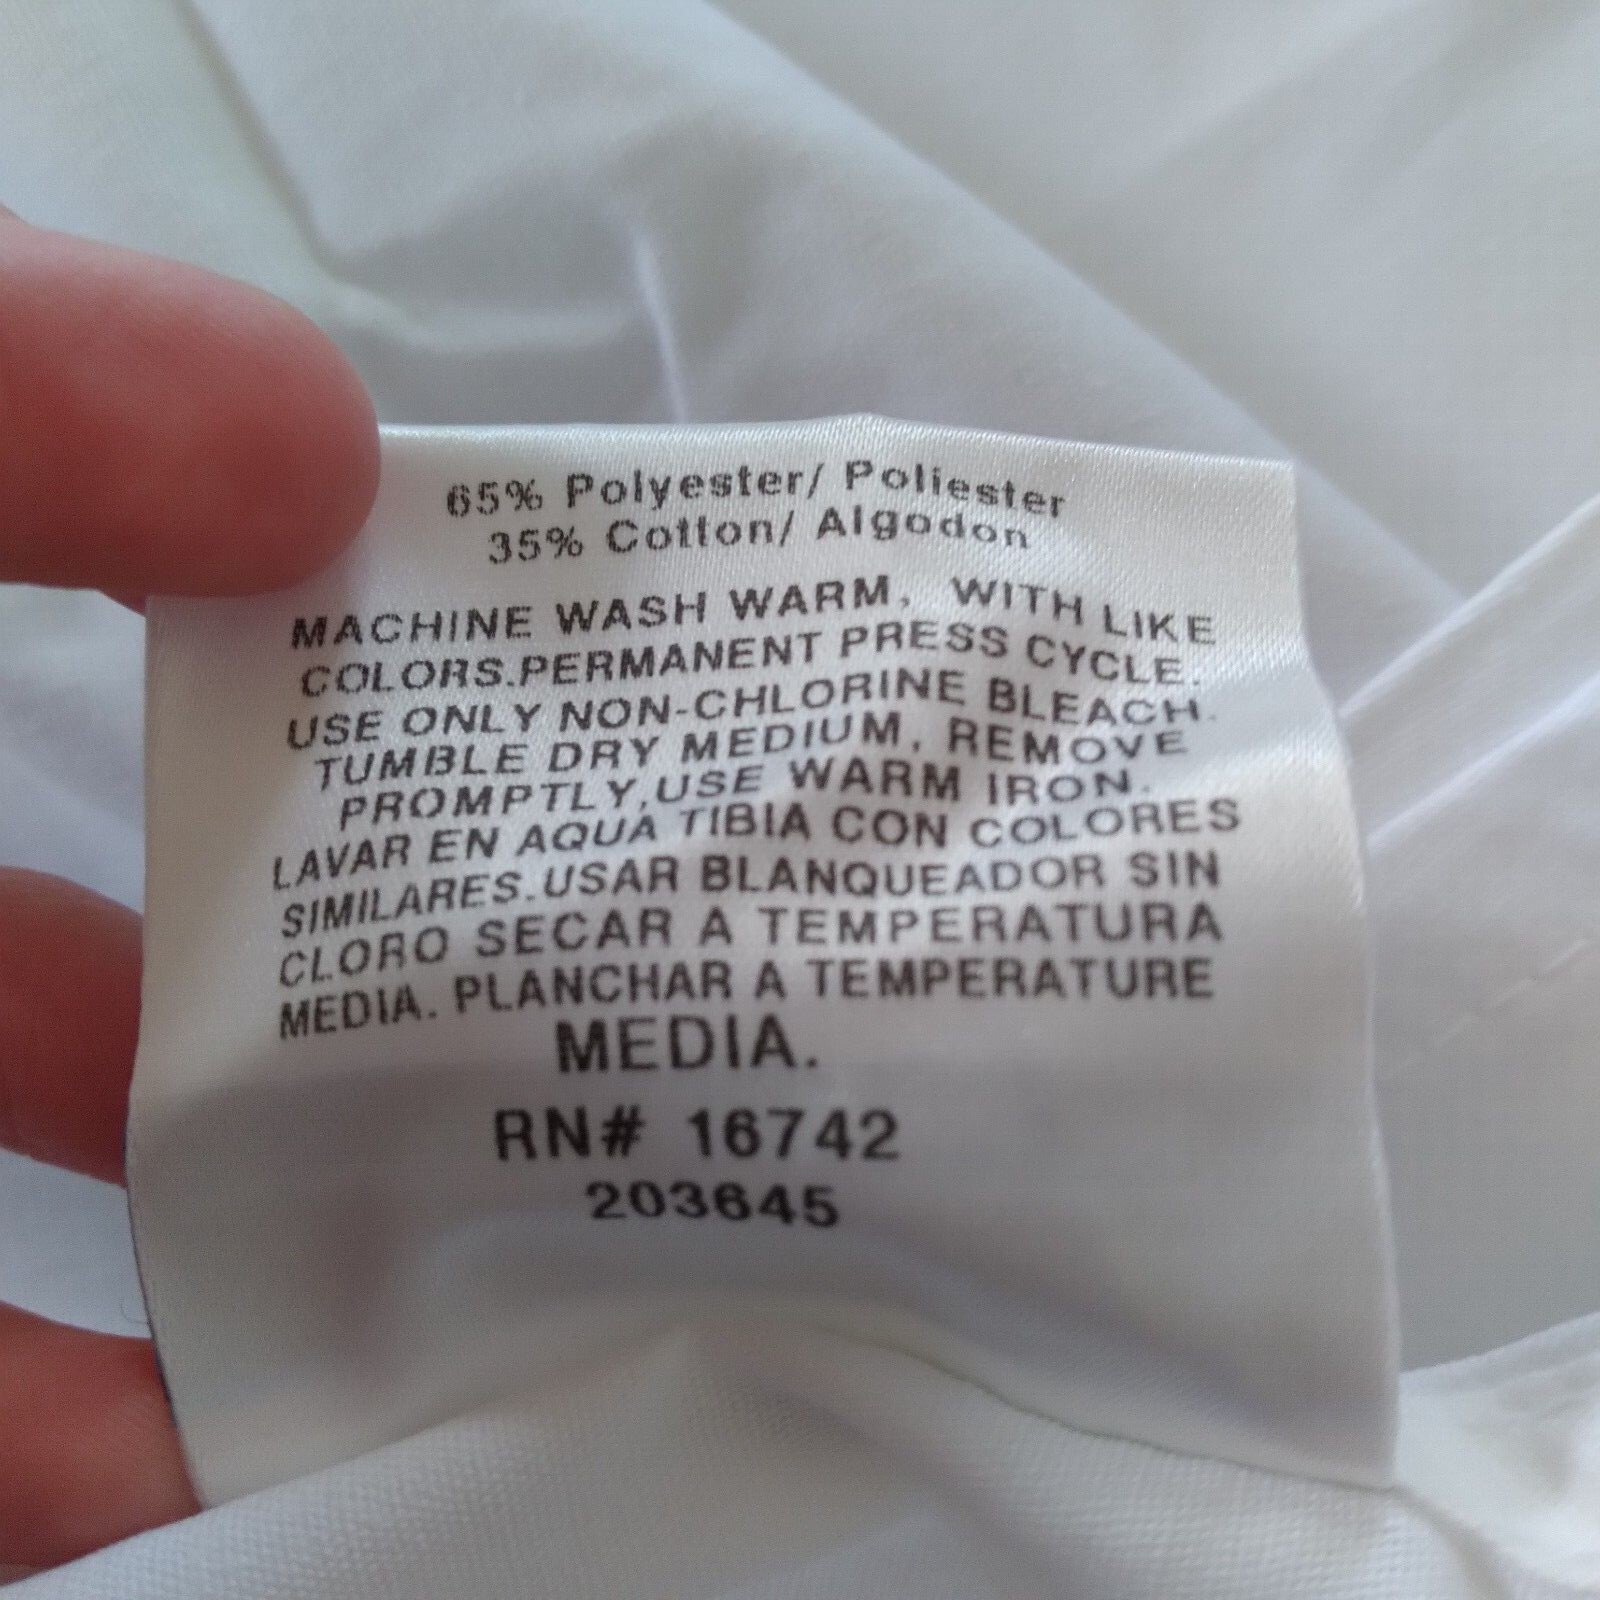 65% Polyester/ Poliester
35% Cotton/ Algodon
MACHINE WASH WARM, WITH LIKE
COLORS.PERMANENT PRESS CYCLE.
USE ONLY NON-CHLORINE BLEACH.
TUMBLE DRY MEDIUM, REMOVE
PROMPTLY,USE WARM IRON.
LAVAR EN AQUA TIBIA CON COLORES
SIMILARES.USAR BLANQUEADOR SIN
CLORO SECAR A TEMPERATURA
MEDIA. PLANCHAR A TEMPERATURE
MEDIA.
RN# 16742
203645